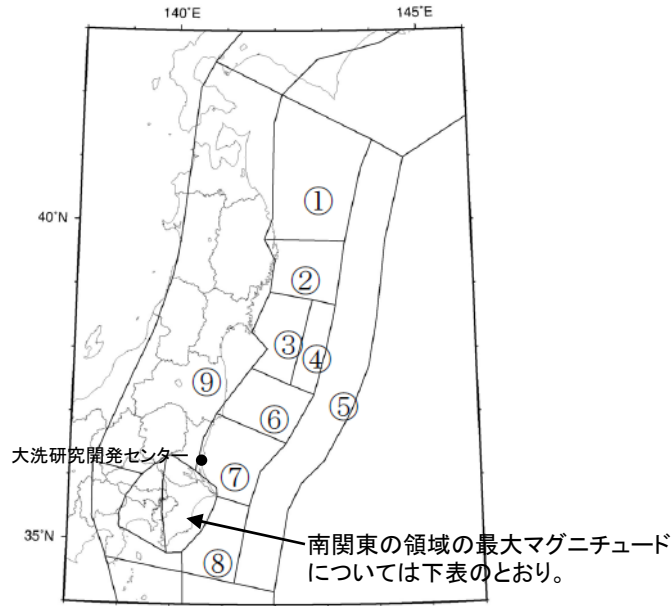 140˚E
145˚E
①
40˚N
②
③
④
⑨
⑤
⑥
大洗研究開発センター
⑦
35˚N
⑧
南関東の領域の最大マグニチュード
については下表のとおり。